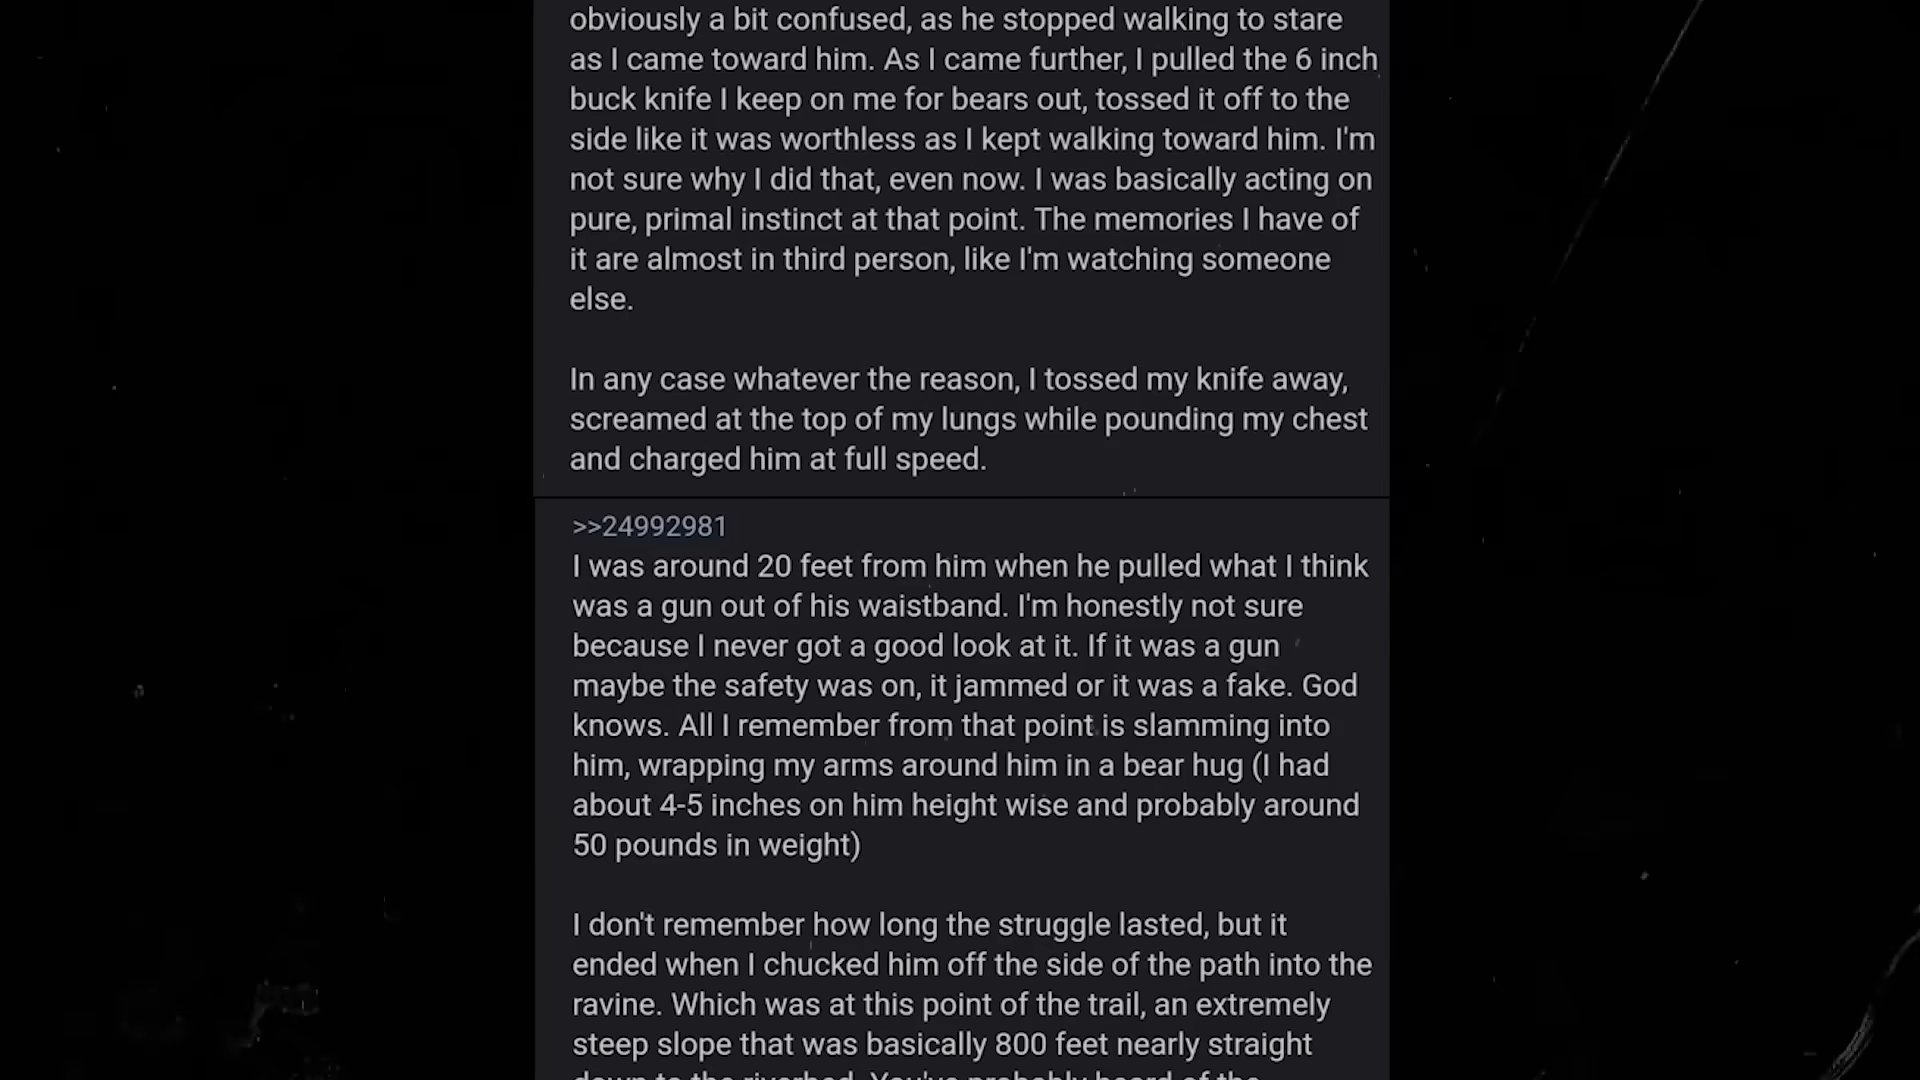 obviously a bit confused, as he stopped walking to stare
as I came toward him. As I came further, I pulled the 6 inch
buck knife I keep on me for bears out, tossed it off to the
side like it was worthless as I kept walking toward him. I'm
not sure why I did that, even now. I was basically acting on
pure, primal instinct at that point. The memories I have of
it are almost in third person, like I'm watching someone
else.
In any case whatever the reason, I tossed my knife away,
screamed at the top of my lungs while pounding my chest
and charged him at full speed.
>>24992981
I was around 20 feet from him when he pulled what I think
was a gun out of his waistband. I'm honestly not sure
because I never got a good look at it. If it was a gun
maybe the safety was on, it jammed or it was a fake. God
knows. All I remember from that point is slamming into
him, wrapping my arms around him in a bear hug (I had
about 4-5 inches on him height wise and probably around
50 pounds in weight)
I don't remember how long the struggle lasted, but it
ended when I chucked him off the side of the path into the
ravine. Which was at this point of the trail, an extremely
steep slope that was basically 800 feet nearly straight
down to the riverbed. You've probably heard of the